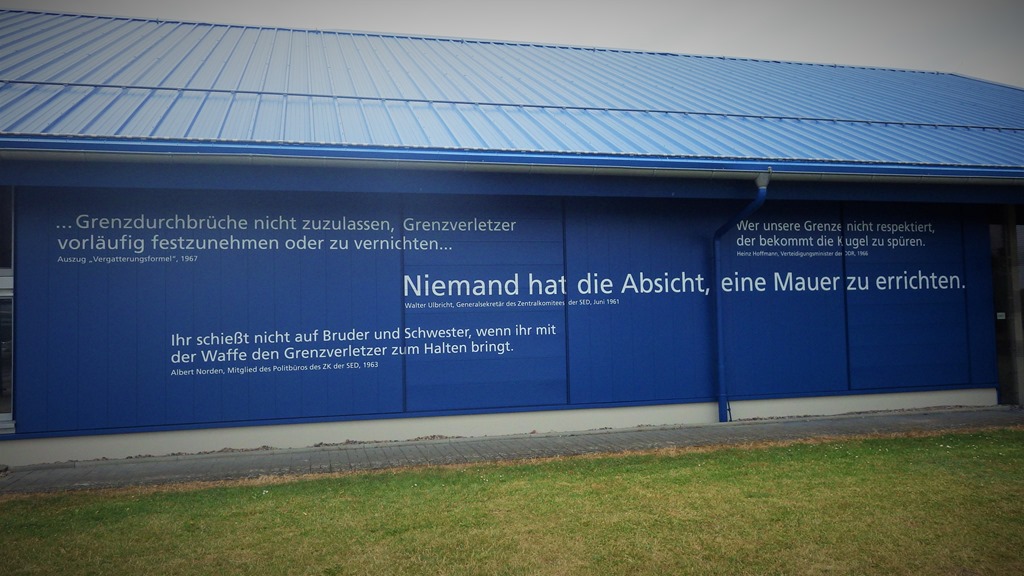 ...Grenzdurchbrüche nicht zuzulassen, Grenzverletzer
vorläufig festzunehmen oder zu vernichten...
Auszug „Vergatterungsformel", 1967
Wer unsere Grenze nicht respektiert,
der bekommt die Kugel zu spüren.
Heinz Hoffmann, Verteidigungsminister der DDR, 1966
Niemand hat die Absicht, eine Mauer zu errichten.
Walter Ulbricht, Generalsekretär des Zentralkomitees der SED, Juni 1961
Ihr schießt nicht auf Bruder und Schwester, wenn ihr mit
der Waffe den Grenzverletzer zum Halten bringt.
Albert Norden, Mitglied des Politbüros des ZK der SED, 1963